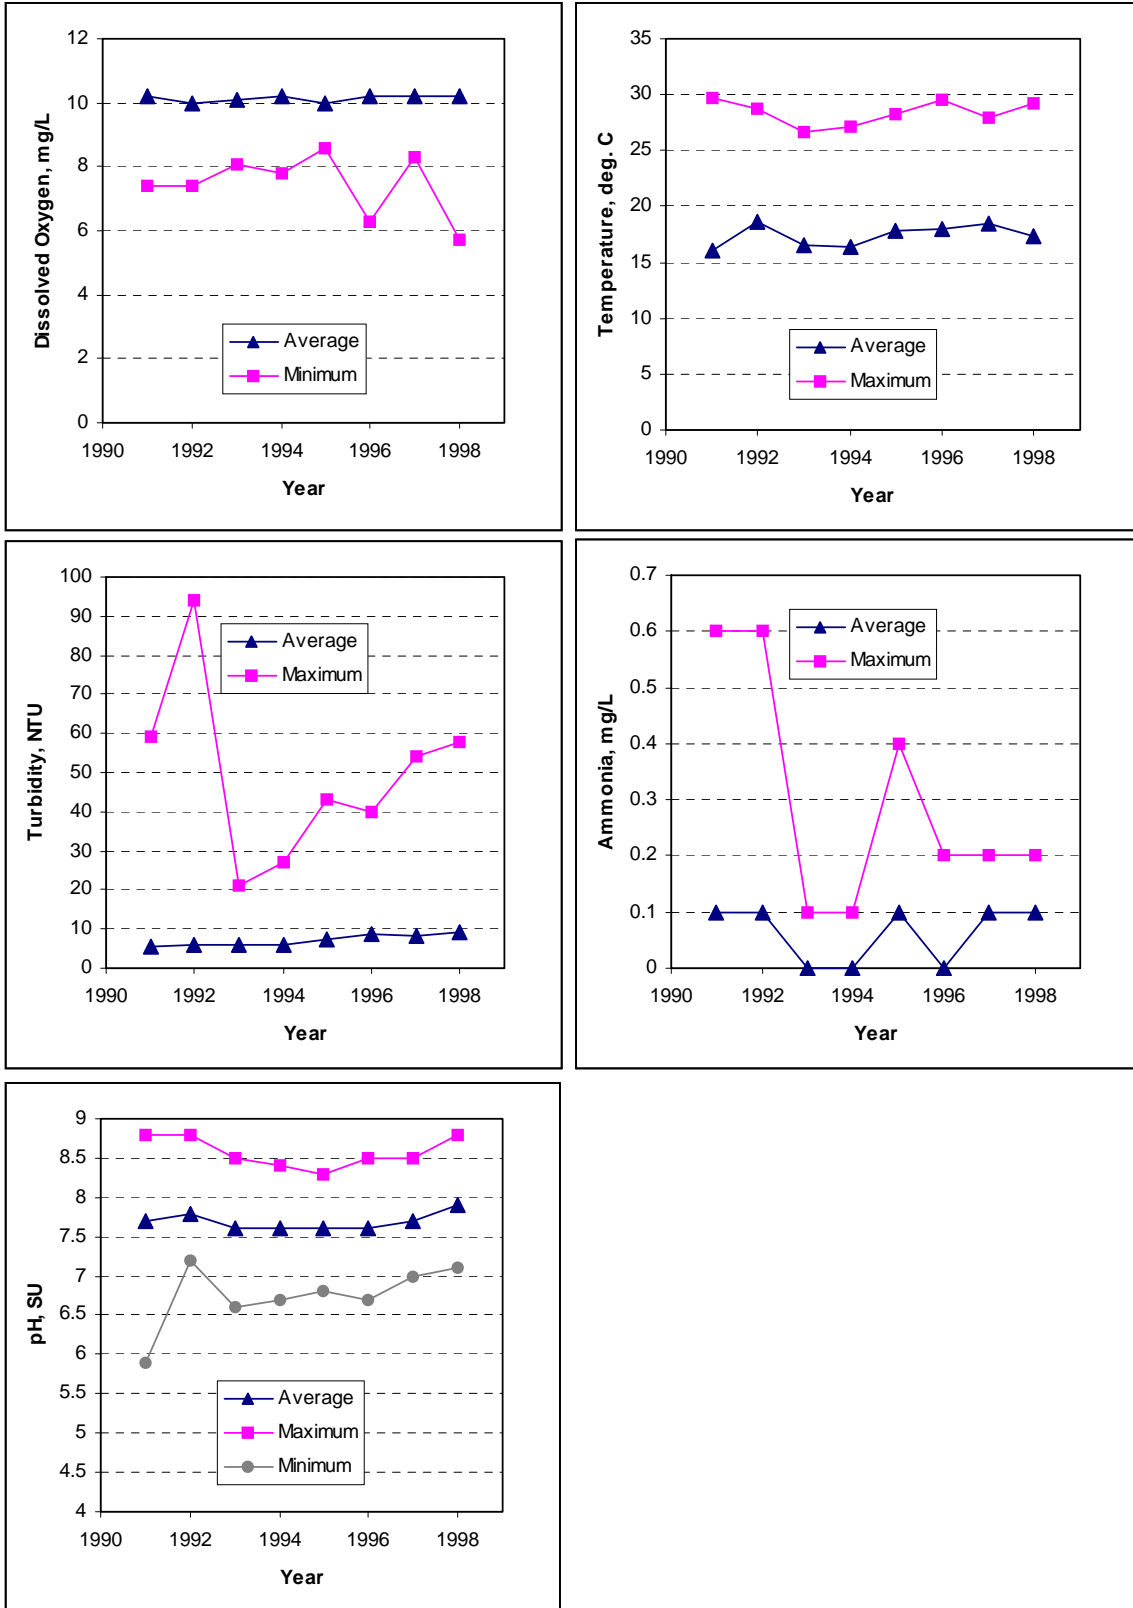 Dissolved Oxygen, mg/L
12
10
8
6
4
2
0
1990 1992 1994 1996 1998
Year
Average
Minimum
Temperature, deg. C
35
30
25
20
15
10
5
0
1990 1992 1994 1996 1998
Year
Average
Maximum
Turbidity, NTU
100
90
80
70
60
50
40
30
20
10
0
1990 1992 1994 1996 1998
Year
Average
Maximum
Ammonia, mg/L
0.7
0.6
0.5
0.4
0.3
0.2
0.1
0
1990 1992 1994 1996 1998
Year
Average
Maximum
pH, SU
9
8.5
8
7.5
7
6.5
6
5.5
5
4.5
4
1990 1992 1994 1996 1998
Year
Average
Maximum
Minimum